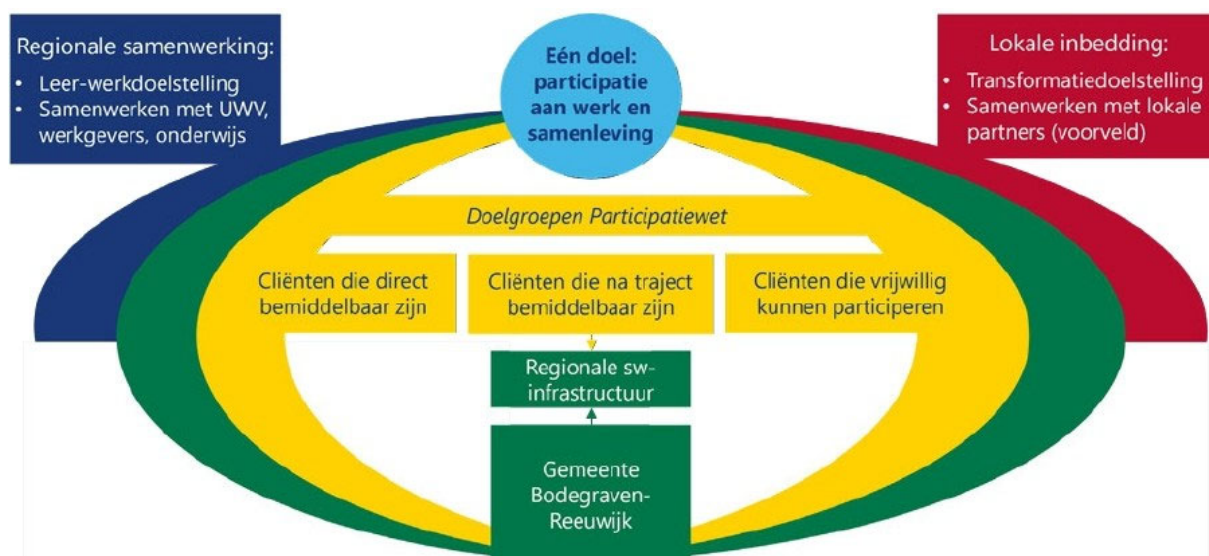 Regionale samenwerking:
• Leer-werkdoelstelling
• Samenwerken met UWV,
werkgevers, onderwijs
Eén doel:
participatie
aan werk en
samenleving
Lokale inbedding:
• Transformatiedoelstelling
• Samenwerken met lokale
partners (voorveld)
Doelgroepen Participatiewet
Cliënten die direct
bemiddelbaar zijn
Cliënten die na traject
bemiddelbaar zijn
Cliënten die vrijwillig
kunnen participeren
Regionale sw-
infrastructuur
Gemeente
Bodegraven-
Reeuwijk